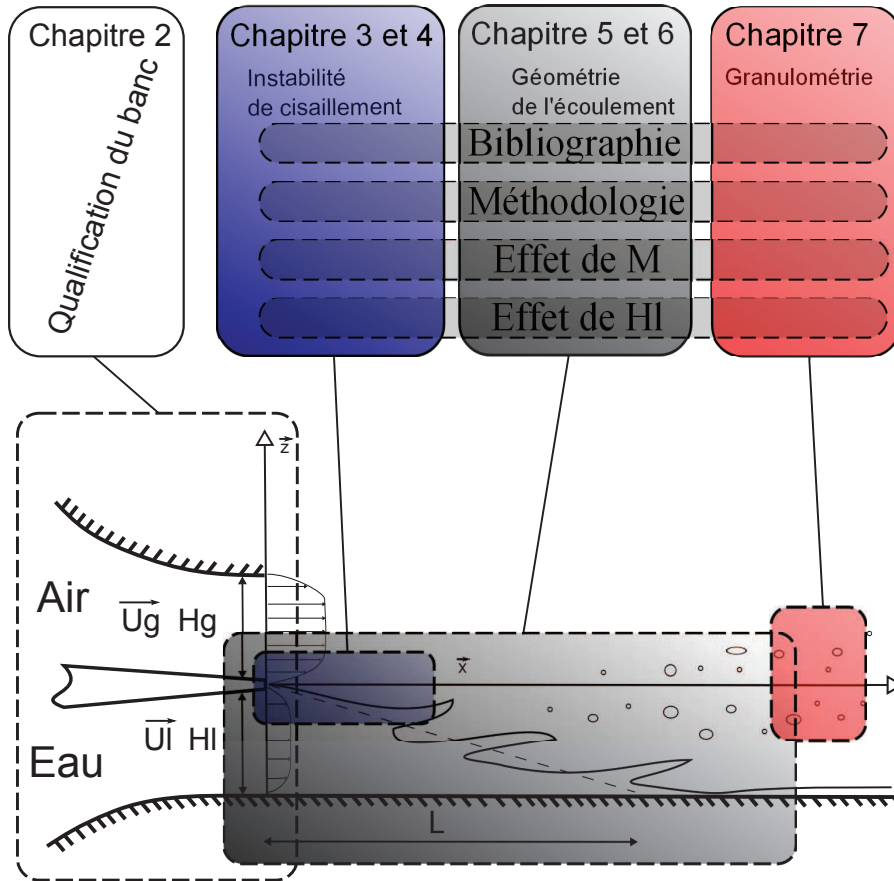 Chapitre 2
Qualification du banc
Chapitre 3 et 4
Instabilité
de cisaillement
Chapitre 5 et 6
Géométrie
de l'écoulement
Chapitre 7
Granulométrie
Bibliographie
Méthodologie
Effet de M
Effet de Hl
z
Air
Ug Hg
x
Ul Hl
Eau
L